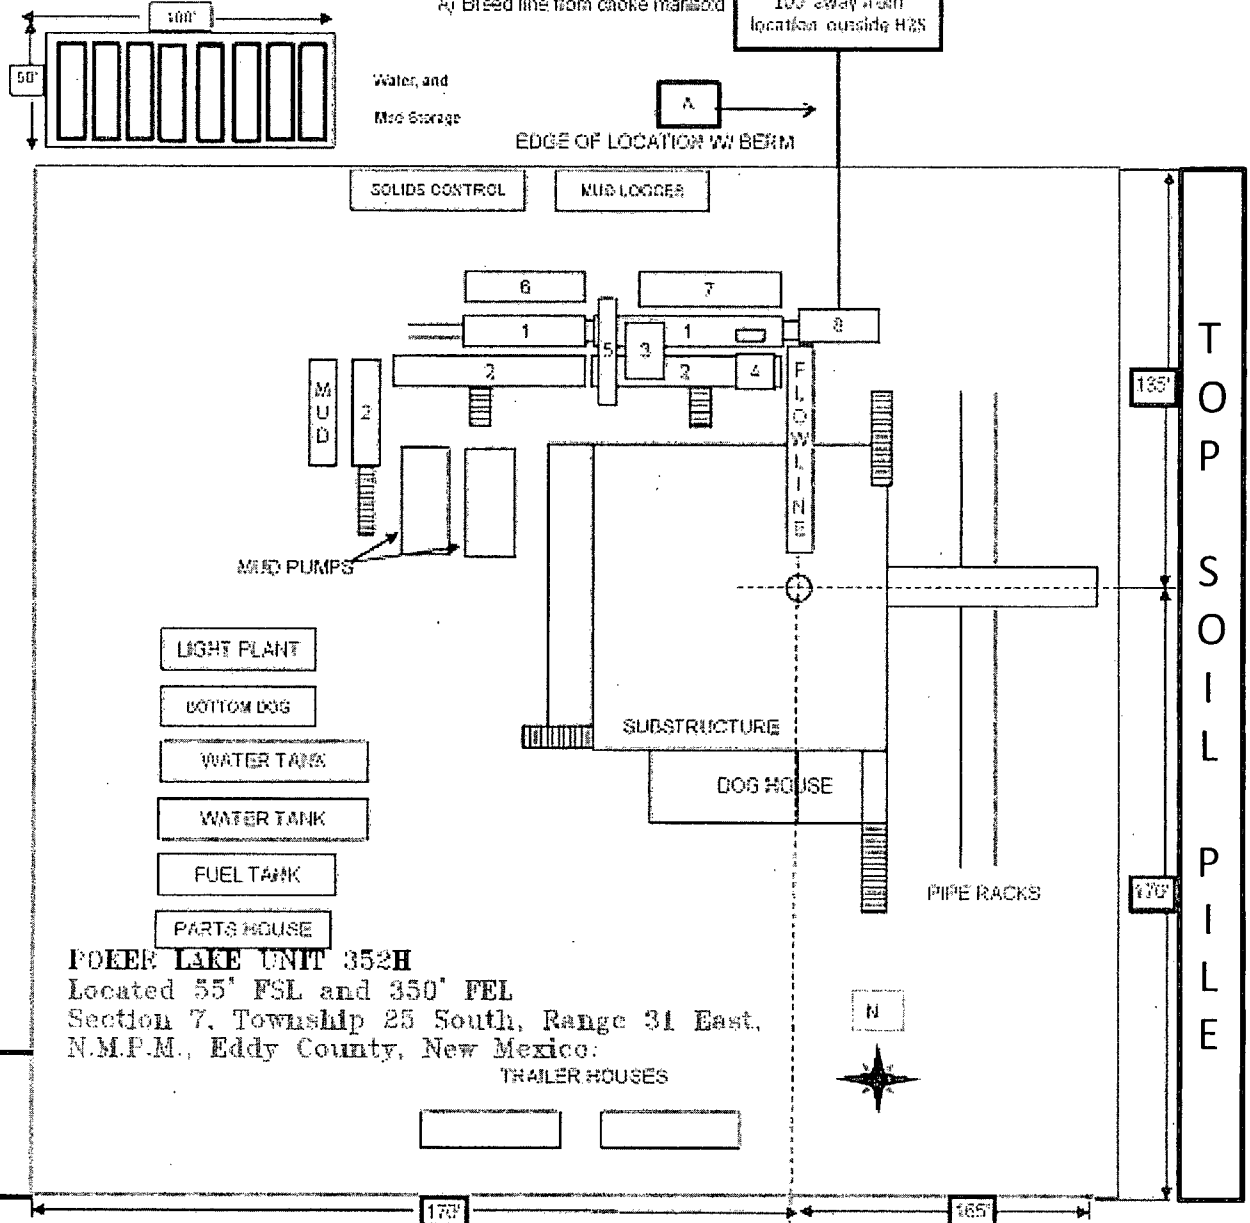 100'
50'
A) Breed line from choke manifold
100' away from
location outside H2S
Water, and
Mud Storage
A
EDGE OF LOCATION W/ BERM
SOLIDS CONTROL
MUD LOGGER
6
7
1
1
8
5
3
2
2
4
MUD
2
FLOWLINE
135'
MUD PUMPS
LIGHT PLANT
BOTTOM DOG
WATER TANK
WATER TANK
FUEL TANK
PARTS HOUSE
SUBSTRUCTURE
DOG HOUSE
PIPE RACKS
170'
TOP SOIL PILE
POKER LAKE UNIT 352H
Located 55' FSL and 350' FEL
Section 7, Township 25 South, Range 31 East,
N.M.P.M., Eddy County, New Mexico.
N
TRAILER HOUSES
170'
165'